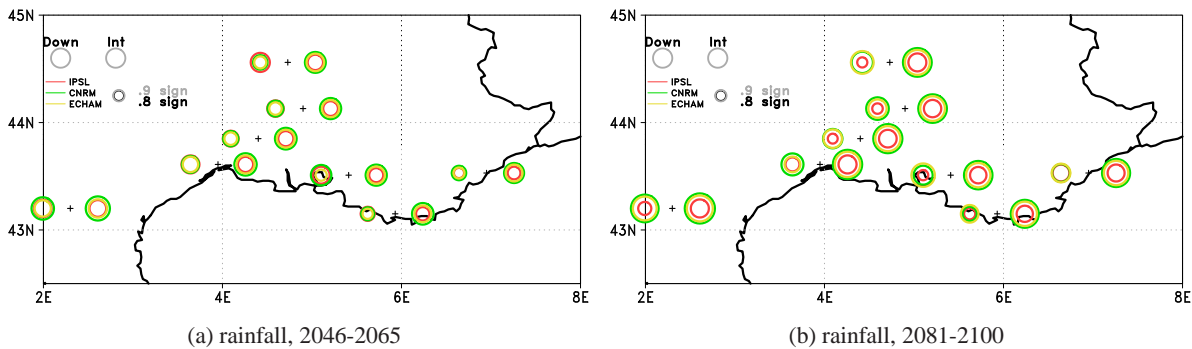 45N
Down Int
IPSL
CNRM
ECHAM
.9 sign
.8 sign
44N
43N
2E 4E 6E 8E
(a) rainfall, 2046-2065
45N
Down Int
IPSL
CNRM
ECHAM
.9 sign
.8 sign
44N
43N
2E 4E 6E 8E
(b) rainfall, 2081-2100